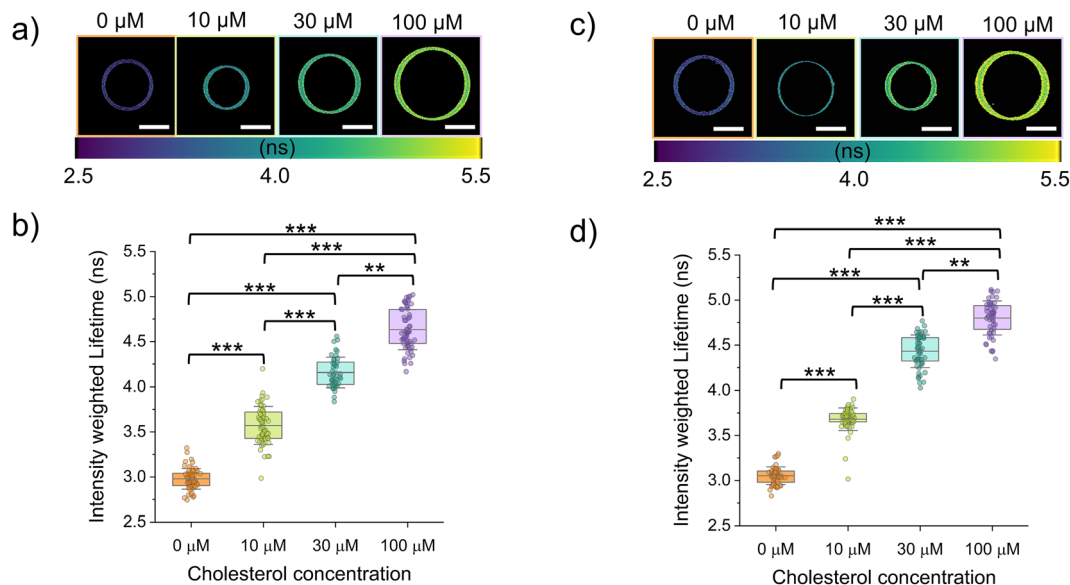 a)
0 μM 10 μM 30 μM 100 μM
(ns)
2.5 4.0 5.5
c)
0 μM 10 μM 30 μM 100 μM
(ns)
2.5 4.0 5.5
b)
Intensity weighted Lifetime (ns)
5.5
5.0
4.5
4.0
3.5
3.0
2.5
***
***
**
***
***
***
0 μM 10 μM 30 μM 100 μM
Cholesterol concentration
d)
Intensity weighted Lifetime (ns)
5.5
5.0
4.5
4.0
3.5
3.0
2.5
***
***
**
***
***
***
0 μM 10 μM 30 μM 100 μM
Cholesterol concentration